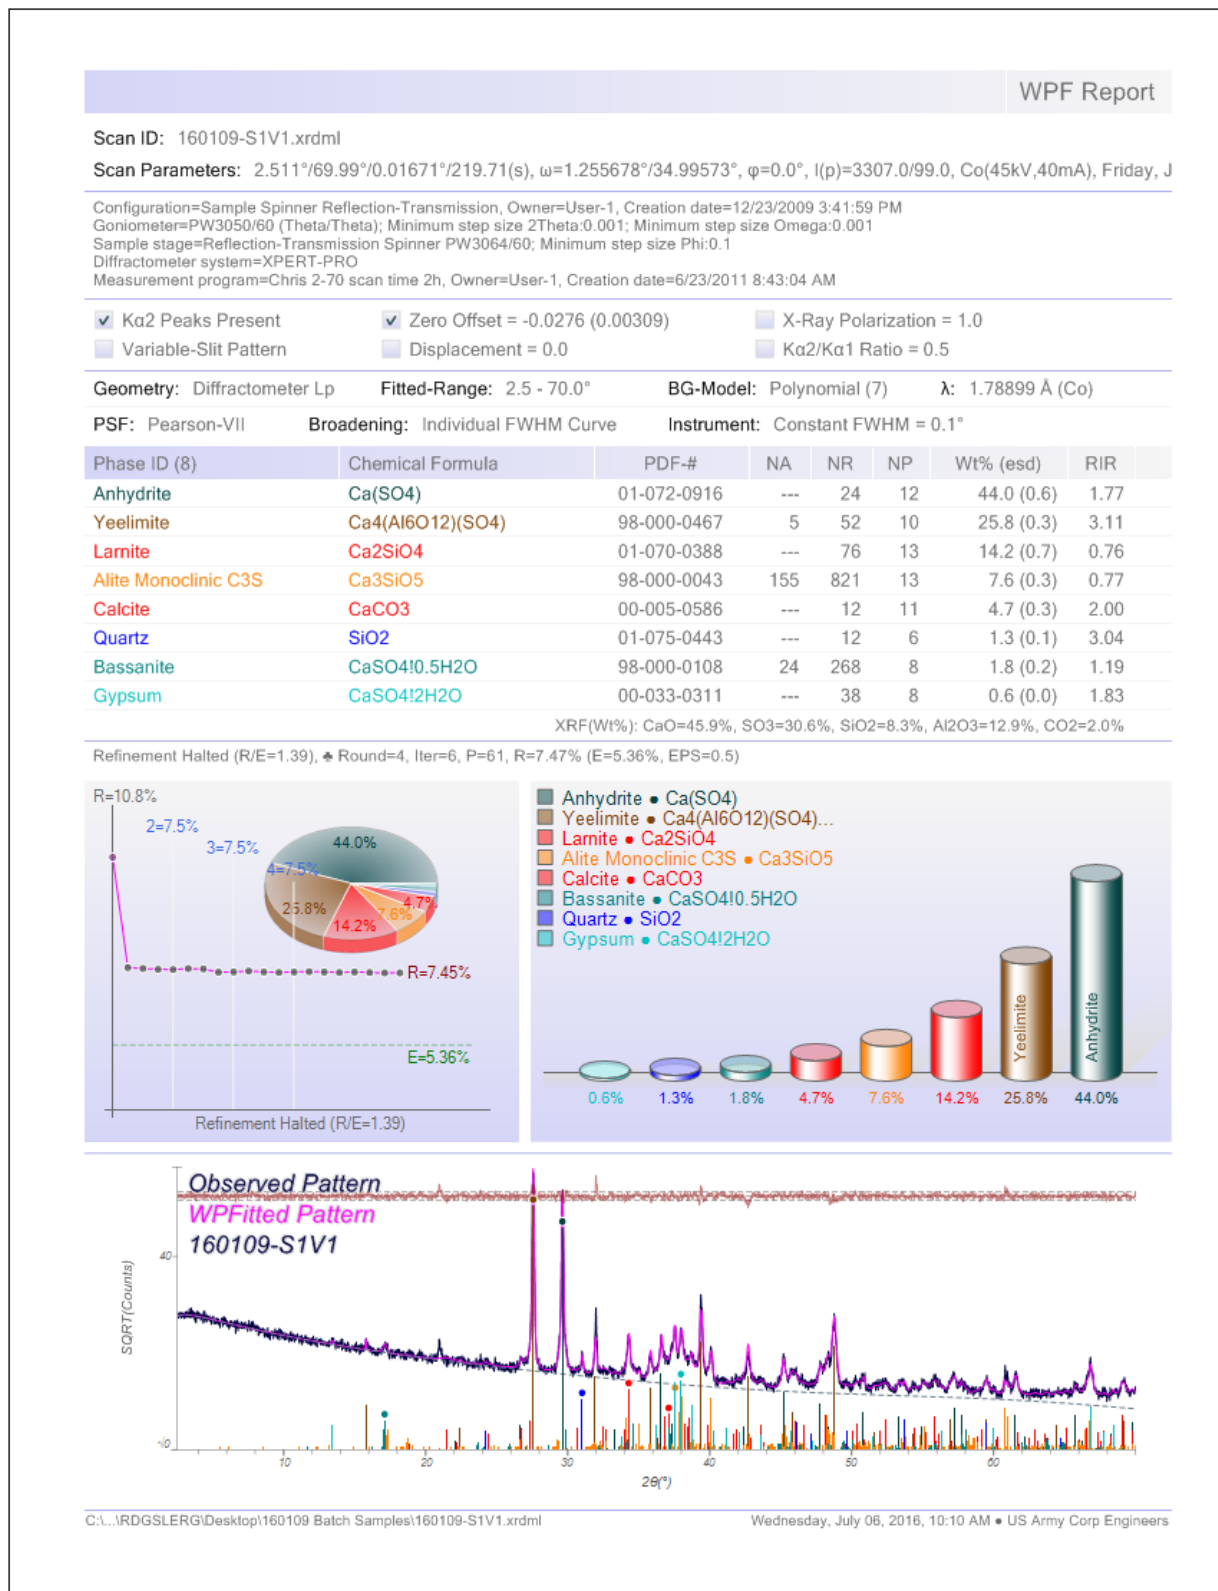 WPF Report
Scan ID: 160109-S1V1.xrdml
Scan Parameters: 2.511°/69.99°/0.01671°/219.71(s), ω=1.255678°/34.99573°, φ=0.0°, I(p)=3307.0/99.0, Co(45kV,40mA), Friday, J
Configuration=Sample Spinner Reflection-Transmission, Owner=User-1, Creation date=12/23/2009 3:41:59 PM
Goniometer=PW3050/60 (Theta/Theta); Minimum step size 2Theta:0.001; Minimum step size Omega:0.001
Sample stage=Reflection-Transmission Spinner PW3064/60; Minimum step size Phi:0.1
Diffractometer system=XPERT-PRO
Measurement program=Chris 2-70 scan time 2h, Owner=User-1, Creation date=6/23/2011 8:43:04 AM
Kα2 Peaks Present Zero Offset = -0.0276 (0.00309) X-Ray Polarization = 1.0
Variable-Slit Pattern Displacement = 0.0 Kα2/Kα1 Ratio = 0.5
Geometry: Diffractometer Lp Fitted-Range: 2.5 - 70.0° BG-Model: Polynomial (7) λ: 1.78899 Å (Co)
PSF: Pearson-VII Broadening: Individual FWHM Curve Instrument: Constant FWHM = 0.1°
Phase ID (8) Chemical Formula PDF-# NA NR NP Wt% (esd) RIR
Anhydrite Ca(SO4) 01-072-0916 --- 24 12 44.0 (0.6) 1.77
Yeelimite Ca4(Al6O12)(SO4) 98-000-0467 5 52 10 25.8 (0.3) 3.11
Larnite Ca2SiO4 01-070-0388 --- 76 13 14.2 (0.7) 0.76
Alite Monoclinic C3S Ca3SiO5 98-000-0043 155 821 13 7.6 (0.3) 0.77
Calcite CaCO3 00-005-0586 --- 12 11 4.7 (0.3) 2.00
Quartz SiO2 01-075-0443 --- 12 6 1.3 (0.1) 3.04
Bassanite CaSO4!0.5H2O 98-000-0108 24 268 8 1.8 (0.2) 1.19
Gypsum CaSO4!2H2O 00-033-0311 --- 38 8 0.6 (0.0) 1.83
XRF(Wt%): CaO=45.9%, SO3=30.6%, SiO2=8.3%, Al2O3=12.9%, CO2=2.0%
Refinement Halted (R/E=1.39), ♣ Round=4, Iter=6, P=61, R=7.47% (E=5.36%, EPS=0.5)
R=10.8%
2=7.5%
3=7.5%
4=7.5%
44.0%
25.8%
14.2%
7.6%
4.7%
R=7.45%
E=5.36%
Refinement Halted (R/E=1.39)
Anhydrite ● Ca(SO4)
Yeelimite ● Ca4(Al6O12)(SO4)...
Larnite ● Ca2SiO4
Alite Monoclinic C3S ● Ca3SiO5
Calcite ● CaCO3
Bassanite ● CaSO4!0.5H2O
Quartz ● SiO2
Gypsum ● CaSO4!2H2O
Yeelimite
Anhydrite
0.6% 1.3% 1.8% 4.7% 7.6% 14.2% 25.8% 44.0%
Observed Pattern
WPFitted Pattern
160109-S1V1
SQRT(Counts)
40
10 20 30 40 50 60
2θ(°)
C:\...\RDGSLERG\Desktop\160109 Batch Samples\160109-S1V1.xrdml Wednesday, July 06, 2016, 10:10 AM ● US Army Corp Engineers